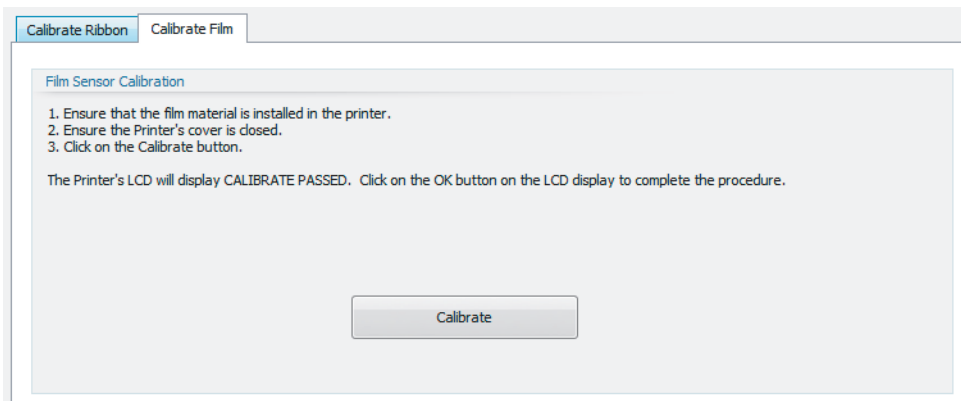 Calibrate Ribbon
Calibrate Film
Film Sensor Calibration
1. Ensure that the film material is installed in the printer.
2. Ensure the Printer's cover is closed.
3. Click on the Calibrate button.
The Printer's LCD will display CALIBRATE PASSED. Click on the OK button on the LCD display to complete the procedure.
Calibrate